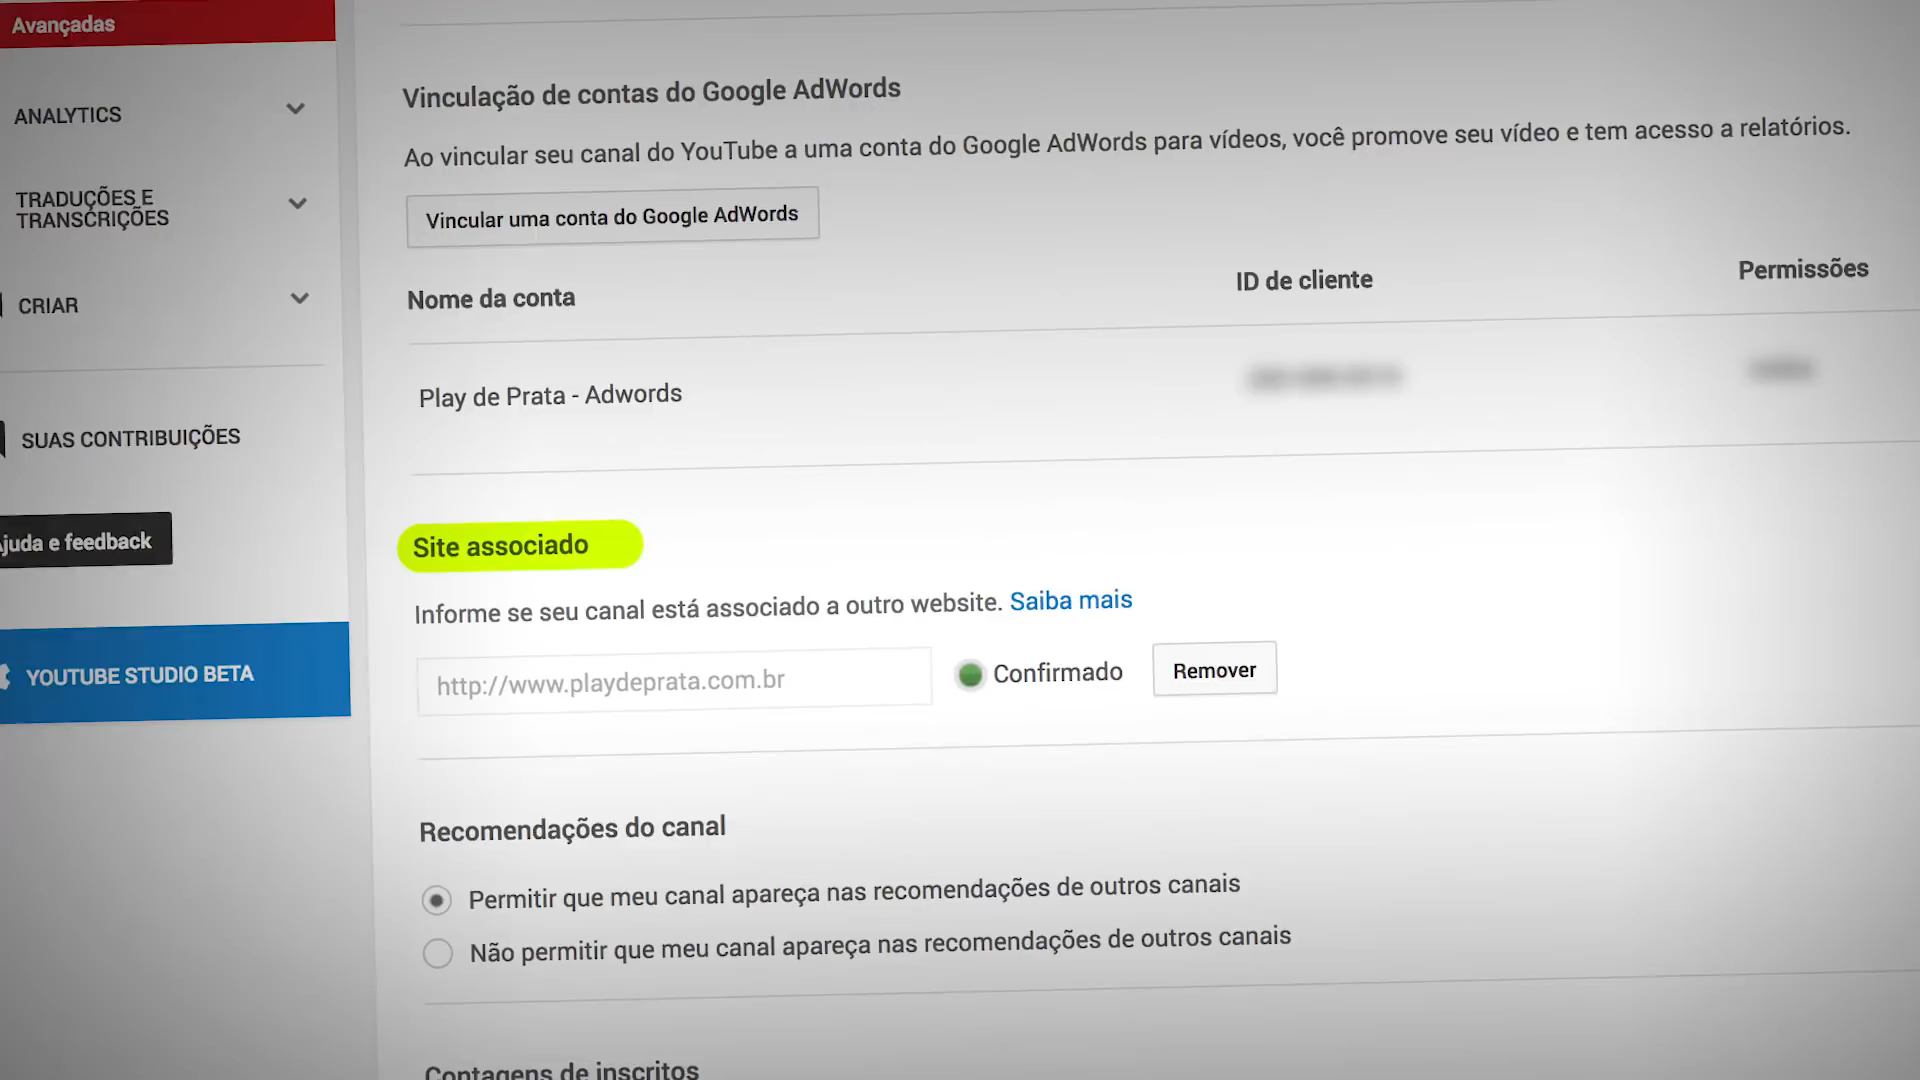 Avançadas
ANALYTICS
TRADUÇÕES E
TRANSCRIÇÕES
CRIAR
SUAS CONTRIBUIÇÕES
Ajuda e feedback
YOUTUBE STUDIO BETA
Vinculação de contas do Google AdWords
Ao vincular seu canal do YouTube a uma conta do Google AdWords para vídeos, você promove seu vídeo e tem acesso a relatórios.
Vincular uma conta do Google AdWords
Nome da conta ID de cliente Permissões
Play de Prata - Adwords
Site associado
Informe se seu canal está associado a outro website. Saiba mais
http://www.playdeprata.com.br Confirmado Remover
Recomendações do canal
Permitir que meu canal apareça nas recomendações de outros canais
Não permitir que meu canal apareça nas recomendações de outros canais
Contagens de inscritos